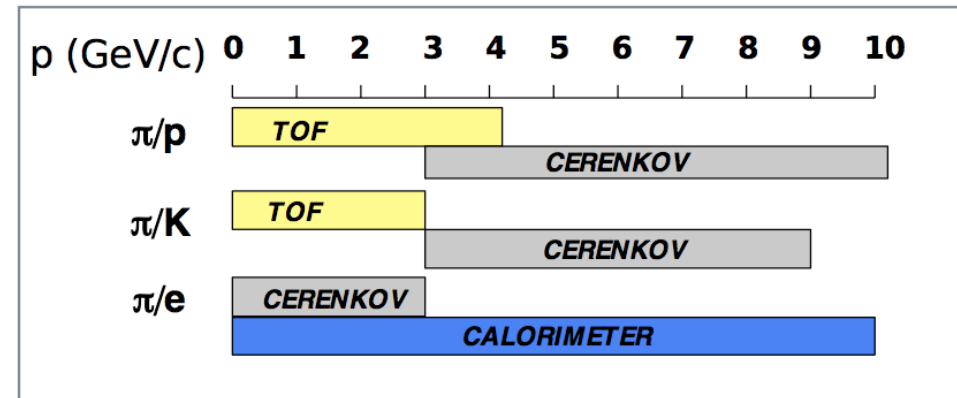 p (GeV/c) 0 1 2 3 4 5 6 7 8 9 10
π/p TOF
CERENKOV
π/K TOF
CERENKOV
π/e CERENKOV
CALORIMETER